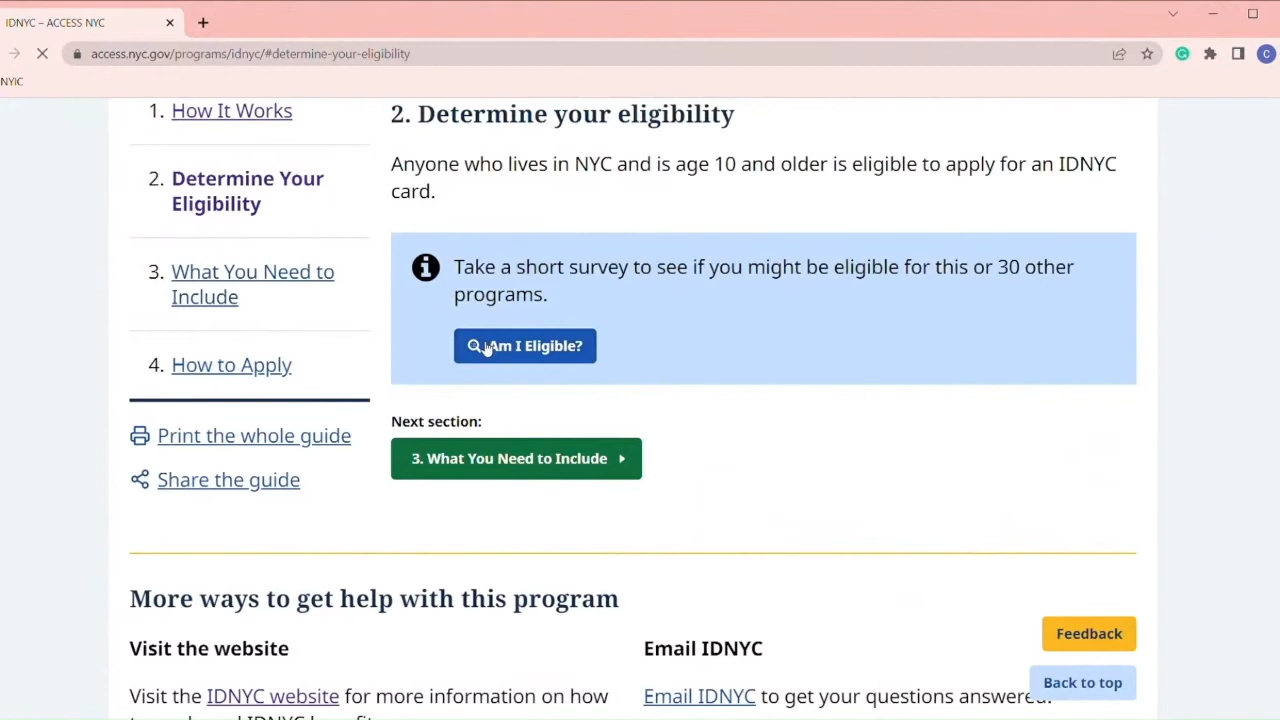 IDNYC – ACCESS NYC
access.nyc.gov/programs/idnyc/#determine-your-eligibility
C
NYIC
1. How It Works
2. Determine Your
Eligibility
3. What You Need to
Include
4. How to Apply
Print the whole guide
Share the guide
2. Determine your eligibility
Anyone who lives in NYC and is age 10 and older is eligible to apply for an IDNYC
card.
Take a short survey to see if you might be eligible for this or 30 other
programs.
Am I Eligible?
Next section:
3. What You Need to Include
More ways to get help with this program
Visit the website
Visit the IDNYC website for more information on how
Email IDNYC
Email IDNYC to get your questions answered.
Feedback
Back to top